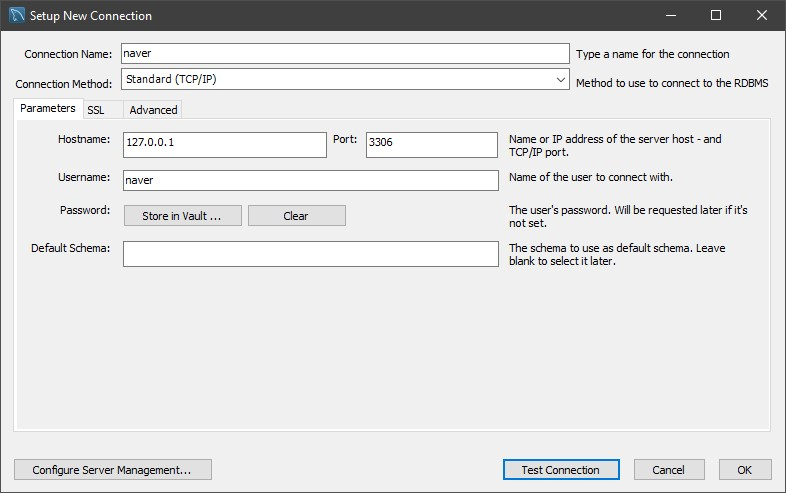 Setup New Connection
Connection Name: naver Type a name for the connection
Connection Method: Standard (TCP/IP) Method to use to connect to the RDBMS
Parameters SSL Advanced
Hostname: 127.0.0.1 Port: 3306 Name or IP address of the server host - and
TCP/IP port.
Username: naver Name of the user to connect with.
Password: Store in Vault ... Clear The user's password. Will be requested later if it's
not set.
Default Schema: The schema to use as default schema. Leave
blank to select it later.
Configure Server Management... Test Connection Cancel OK